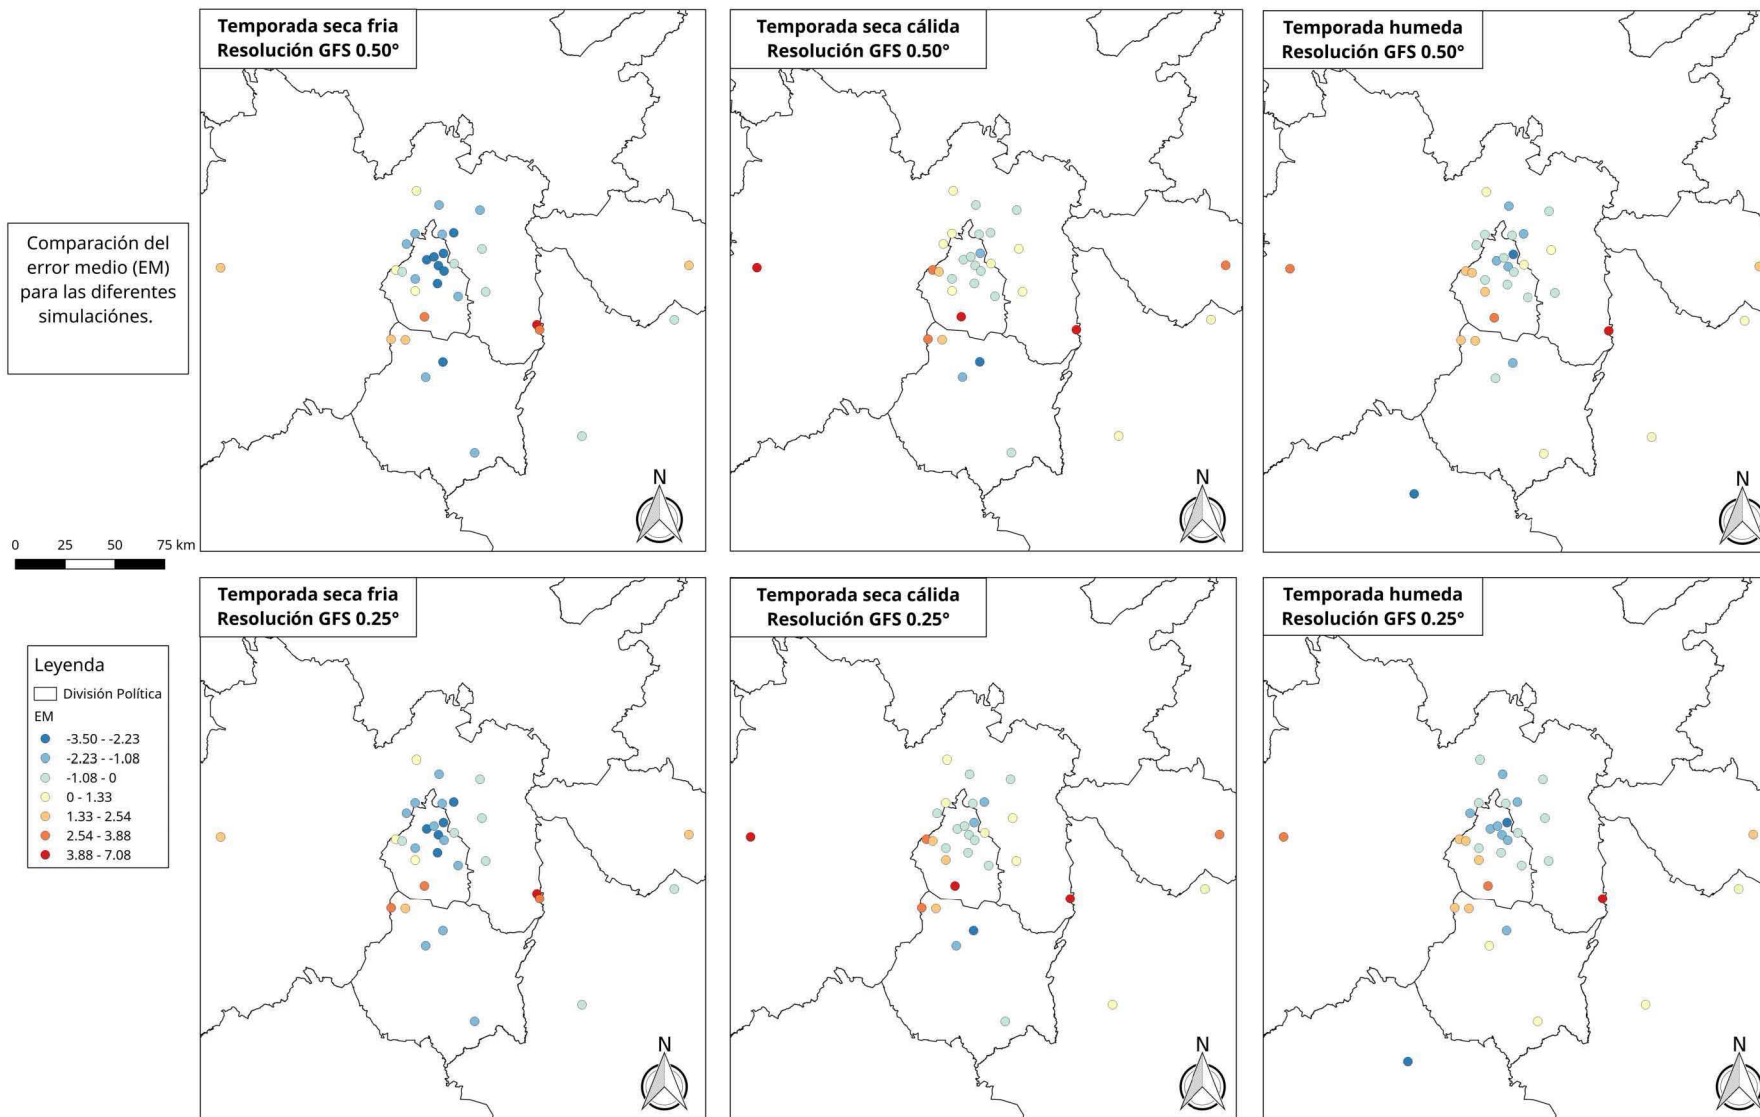 Temporada seca fria
Resolución GFS 0.50°
Temporada seca cálida
Resolución GFS 0.50°
Temporada humeda
Resolución GFS 0.50°
Comparación del
error medio (EM)
para las diferentes
simulaciónes.
N
N
N
0 25 50 75 km
Temporada seca fria
Resolución GFS 0.25°
Temporada seca cálida
Resolución GFS 0.25°
Temporada humeda
Resolución GFS 0.25°
Leyenda
División Política
EM
-3.50 - -2.23
-2.23 - -1.08
-1.08 - 0
0 - 1.33
1.33 - 2.54
2.54 - 3.88
3.88 - 7.08
N
N
N